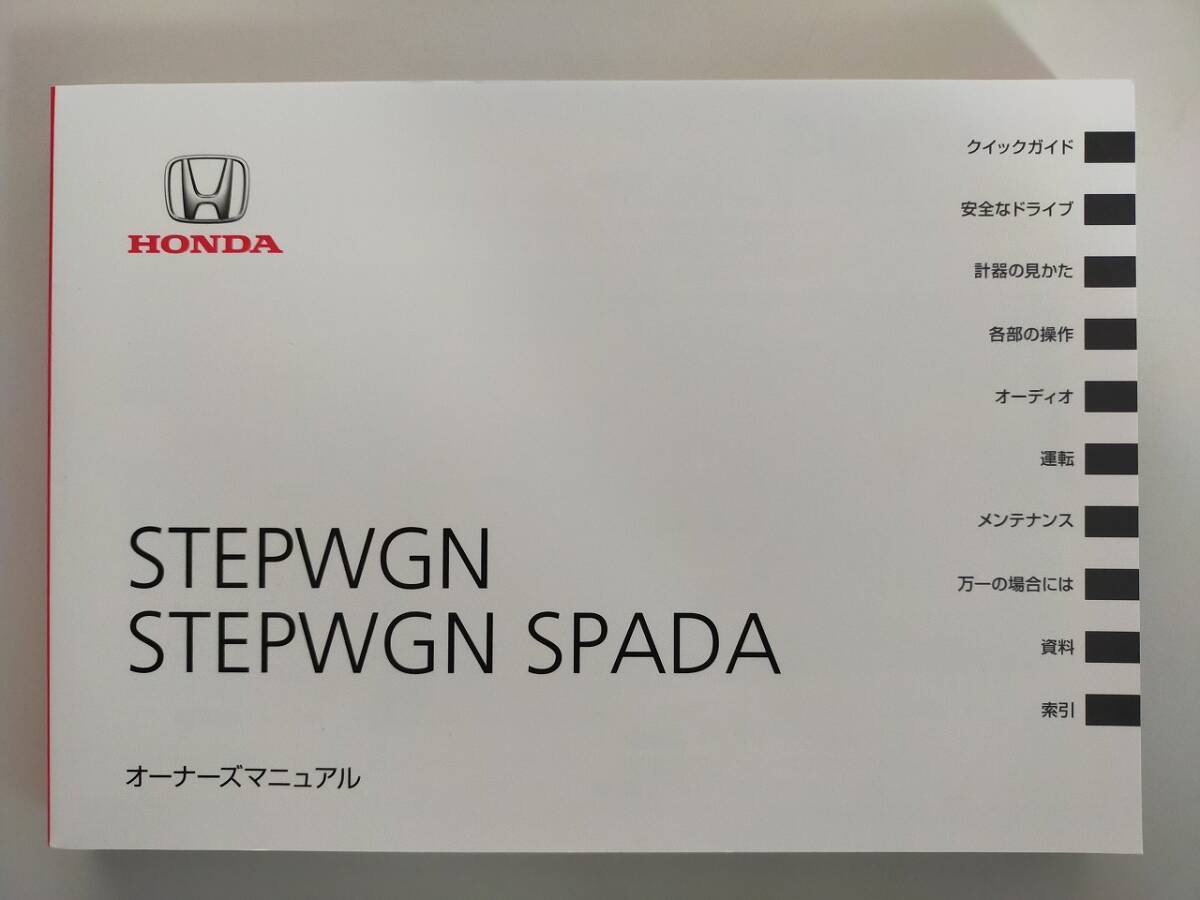 HONDA
STEPWGN
STEPWGN SPADA
オーナーズマニュアル
クイックガイド
安全なドライブ
計器の見かた
各部の操作
オーディオ
運転
メンテナンス
万一の場合には
資料
索引